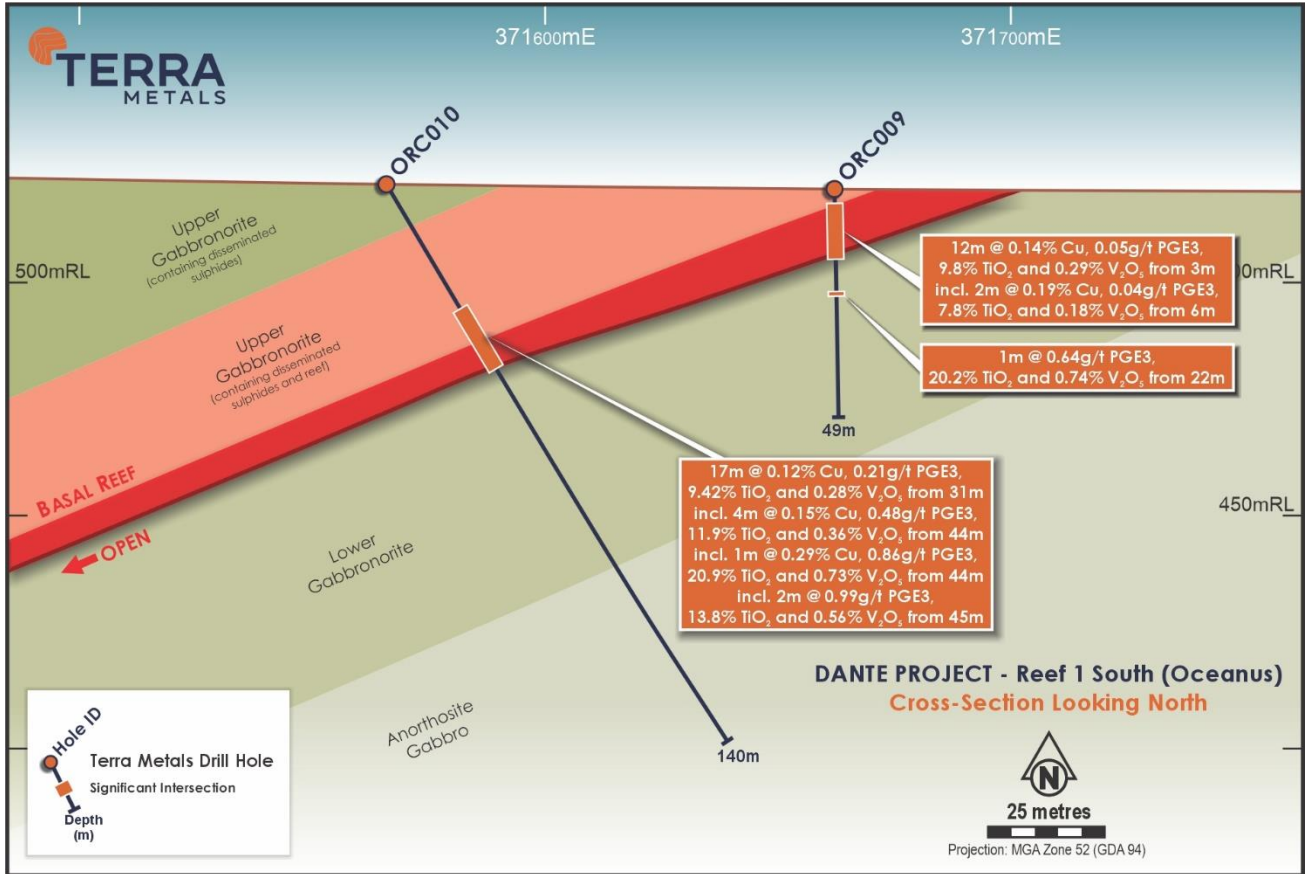 371600mE
371700mE
TERRA
METALS
ORC010
ORC009
Upper
Gabbronorite
(containing disseminated
sulphides)
500mRL
12m @ 0.14% Cu, 0.05g/t PGE3,
9.8% TiO₂ and 0.29% V₂O₅ from 3m
incl. 2m @ 0.19% Cu, 0.04g/t PGE3,
7.8% TiO₂ and 0.18% V₂O₅ from 6m
00mRL
Upper
Gabbronorite
(containing disseminated
sulphides and reef)
1m @ 0.64g/t PGE3,
20.2% TiO₂ and 0.74% V₂O₅ from 22m
49m
17m @ 0.12% Cu, 0.21g/t PGE3,
9.42% TiO₂ and 0.28% V₂O₅ from 31m
incl. 4m @ 0.15% Cu, 0.48g/t PGE3,
11.9% TiO₂ and 0.36% V₂O₅ from 44m
incl. 1m @ 0.29% Cu, 0.86g/t PGE3,
20.9% TiO₂ and 0.73% V₂O₅ from 44m
incl. 2m @ 0.99g/t PGE3,
13.8% TiO₂ and 0.56% V₂O₅ from 45m
450mRL
BASAL REEF
OPEN
Lower
Gabbronorite
Anorthosite
Gabbro
140m
DANTE PROJECT - Reef 1 South (Oceanus)
Cross-Section Looking North
N
25 metres
Projection: MGA Zone 52 (GDA 94)
Hole ID
Terra Metals Drill Hole
Significant Intersection
Depth
(m)